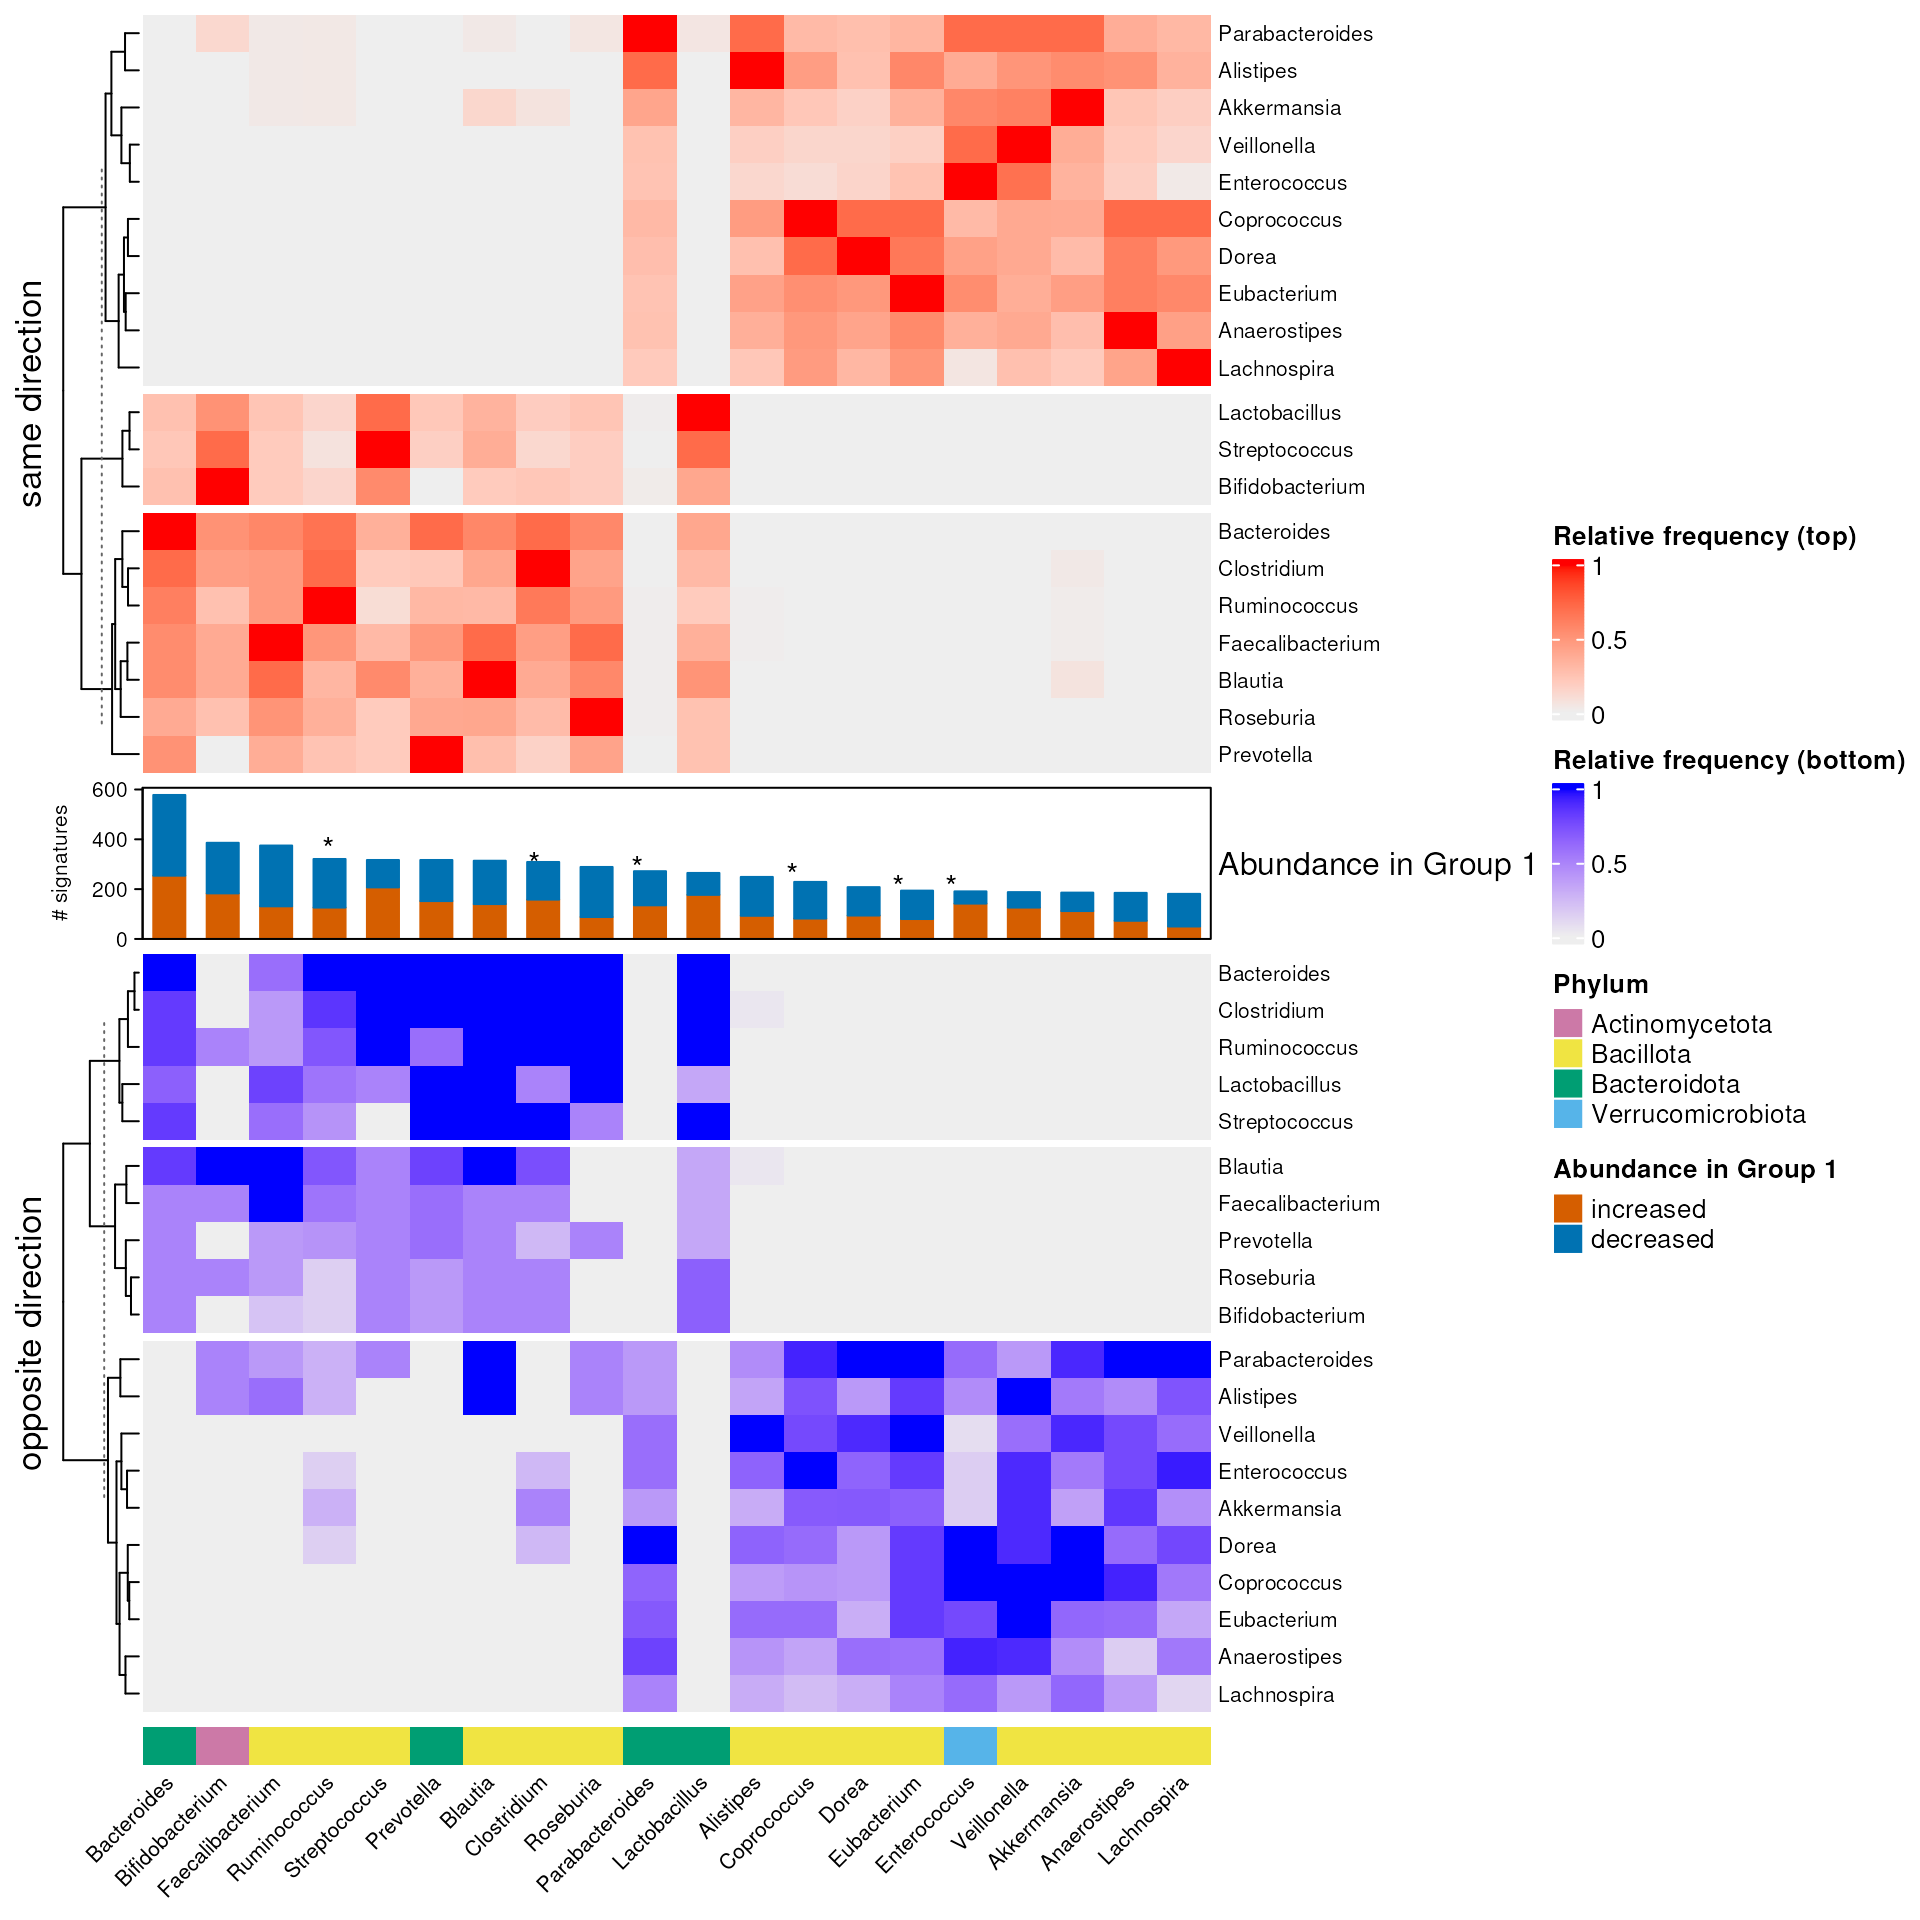 same direction
Parabacteroides
Alistipes
Akkermansia
Veillonella
Enterococcus
Coprococcus
Dorea
Eubacterium
Anaerostipes
Lachnospira
Lactobacillus
Streptococcus
Bifidobacterium
Bacteroides
Clostridium
Ruminococcus
Faecalibacterium
Blautia
Roseburia
Prevotella
# signatures
600
400
200
0
* * * * * *
Abundance in Group 1
opposite direction
Bacteroides
Clostridium
Ruminococcus
Lactobacillus
Streptococcus
Blautia
Faecalibacterium
Prevotella
Roseburia
Bifidobacterium
Parabacteroides
Alistipes
Veillonella
Enterococcus
Akkermansia
Dorea
Coprococcus
Eubacterium
Anaerostipes
Lachnospira
Bacteroides
Bifidobacterium
Faecalibacterium
Ruminococcus
Streptococcus
Prevotella
Blautia
Clostridium
Roseburia
Parabacteroides
Lactobacillus
Alistipes
Coprococcus
Dorea
Eubacterium
Enterococcus
Veillonella
Akkermansia
Anaerostipes
Lachnospira
Relative frequency (top)
1
0.5
0
Relative frequency (bottom)
1
0.5
0
Phylum
Actinomycetota
Bacillota
Bacteroidota
Verrucomicrobiota
Abundance in Group 1
increased
decreased